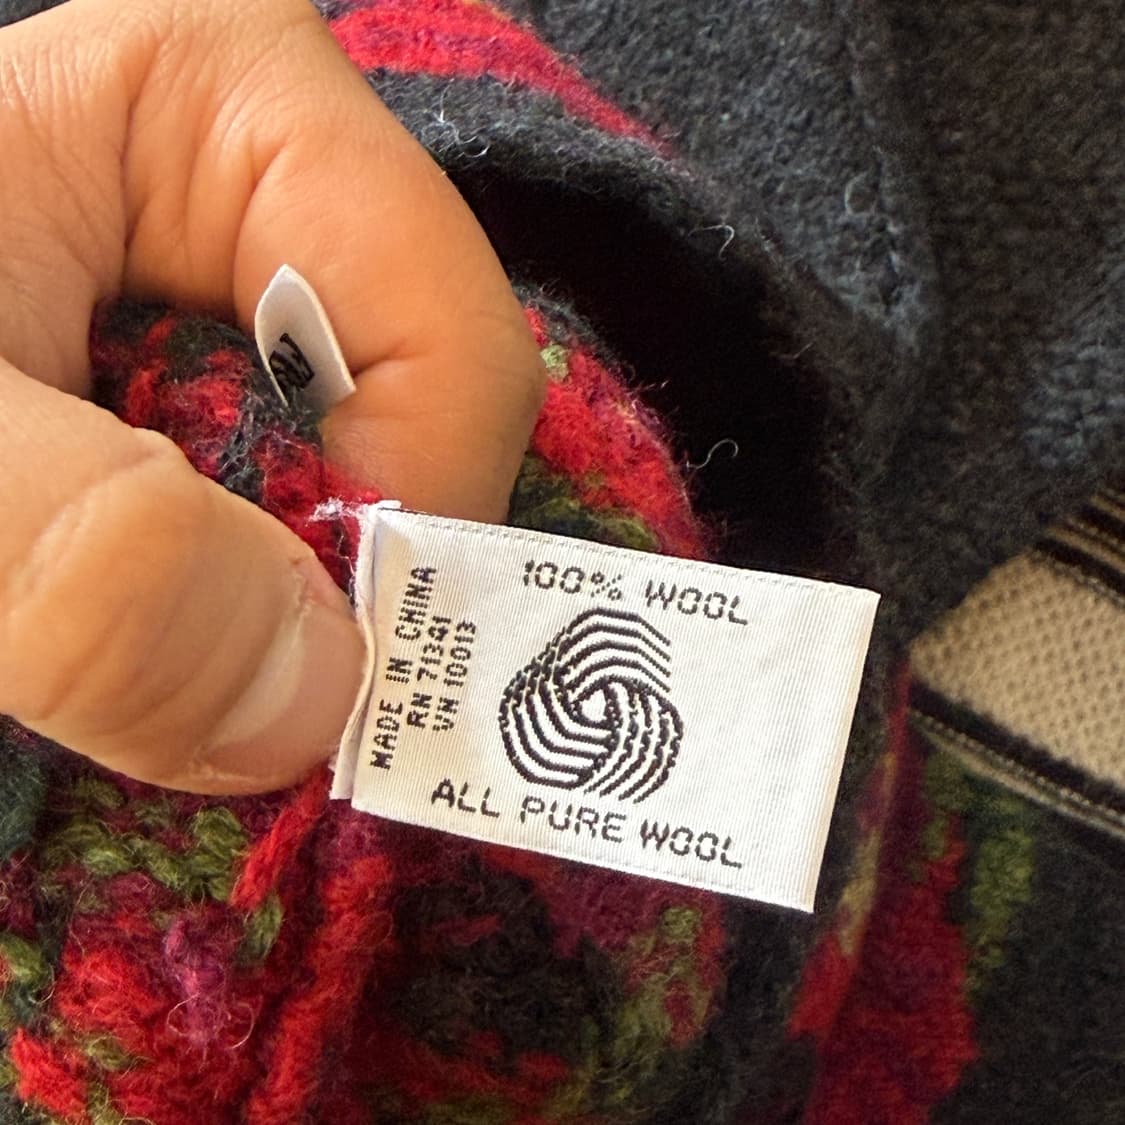 100% WOOL
MADE IN CHINA
RN 71341
VN 10013
ALL PURE WOOL